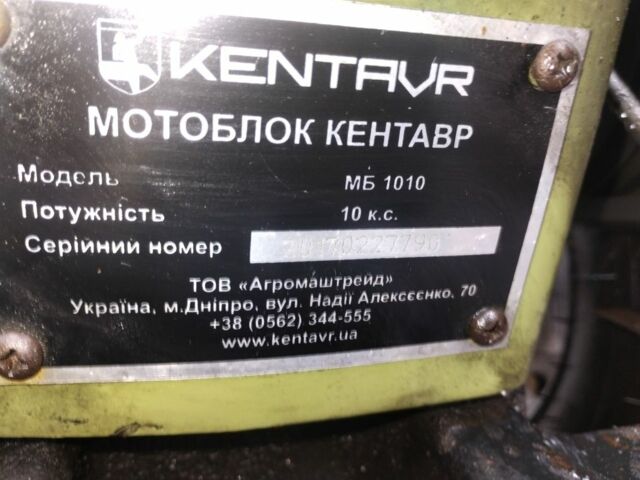 KENTAVR
МОТОБЛОК КЕНТАВР
Модель МБ 1010
Потужність 10 к.с.
Серійний номер
ТОВ «Агромаштрейд»
Україна, м.Дніпро, вул. Надії Алексєєнко, 70
+38 (0562) 344-555
www.kentavr.ua